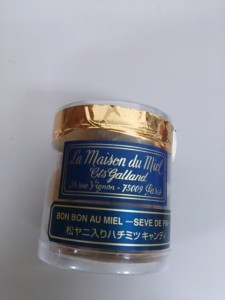 La Maison du Miel
Ets Galland
24 rue Vignon - 75009 Paris
BON BON AU MIEL — SEVE DE PIN
松ヤニ入りハチミツキャンディ